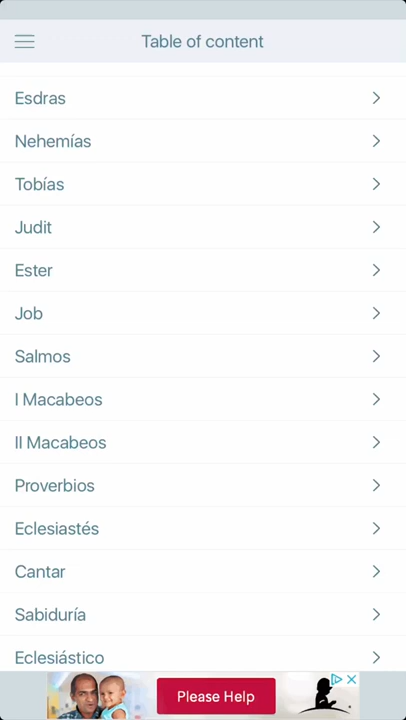 Table of content
Esdras
Nehemías
Tobías
Judit
Ester
Job
Salmos
I Macabeos
II Macabeos
Proverbios
Eclesiastés
Cantar
Sabiduría
Eclesiástico
Please Help